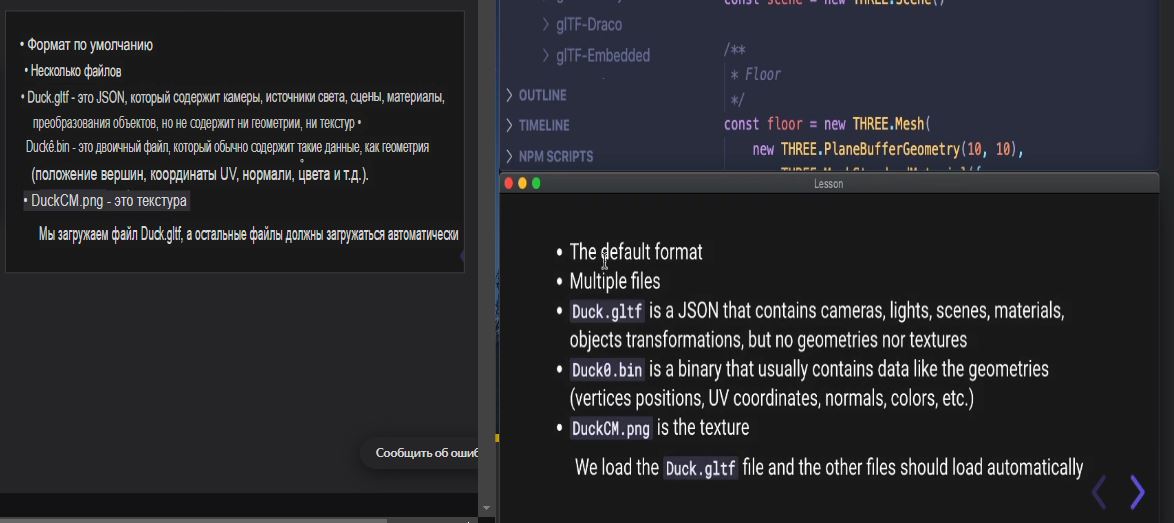 • Формат по умолчанию
• Несколько файлов
• Duck.gltf - это JSON, который содержит камеры, источники света, сцены, материалы,
преобразования объектов, но не содержит ни геометрии, ни текстур •
Duckê.bin - это двоичный файл, который обычно содержит такие данные, как геометрия
(положение вершин, координаты UV, нормали, цвета и т.д.).
• DuckCM.png - это текстура
Мы загружаем файл Duck.gltf, а остальные файлы должны загружаться автоматически
Сообщить об ошиб
const scene = new THREE.Scene()
> glTF-Draco
> glTF-Embedded
> OUTLINE
> TIMELINE
> NPM SCRIPTS
/**
* Floor
*/
const floor = new THREE.Mesh(
new THREE.PlaneBufferGeometry(10, 10),
Lesson
• The default format
• Multiple files
• Duck.gltf is a JSON that contains cameras, lights, scenes, materials,
objects transformations, but no geometries nor textures
• Duck0.bin is a binary that usually contains data like the geometries
(vertices positions, UV coordinates, normals, colors, etc.)
• DuckCM.png is the texture
We load the Duck.gltf file and the other files should load automatically